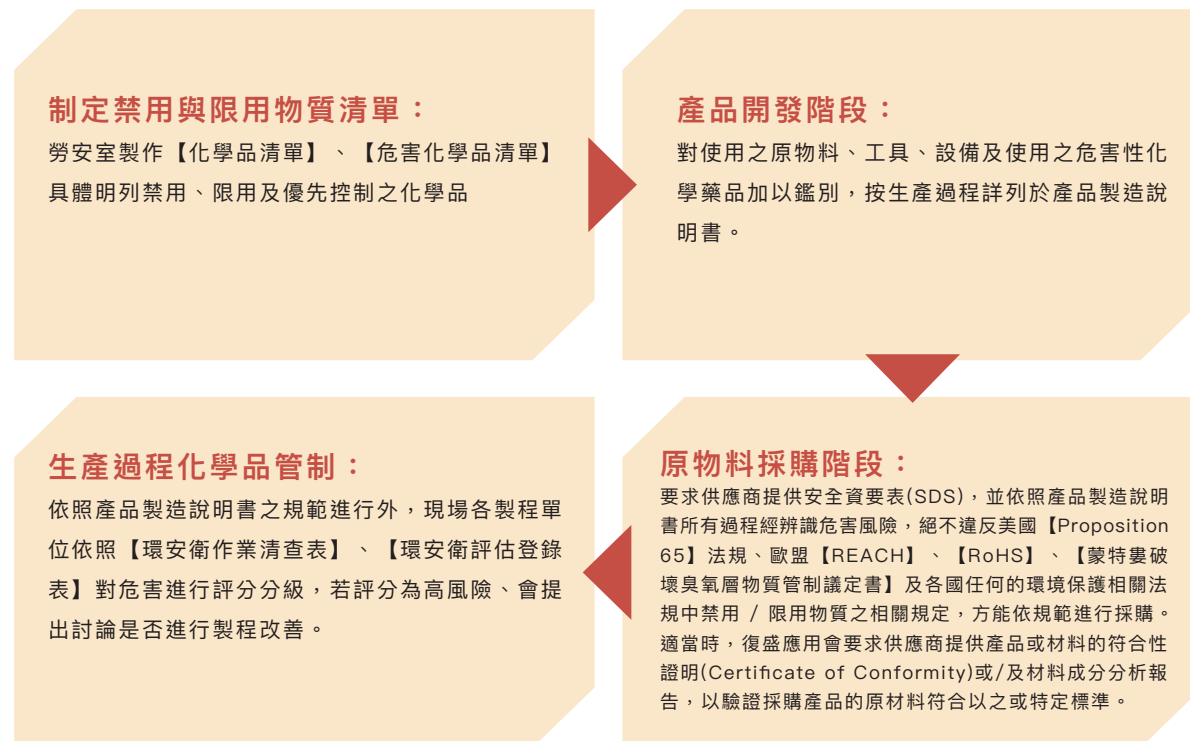 制定禁用與限用物質清單：
勞安室製作【化學品清單】、【危害化學品清單】
具體明列禁用、限用及優先控制之化學品
產品開發階段：
對使用之原物料、工具、設備及使用之危害性化
學藥品加以鑑別，按生產過程詳列於產品製造說
明書。
原物料採購階段：
要求供應商提供安全資要表(SDS)，並依照產品製造說明
書所有過程經辨識危害風險，絕不違反美國【Proposition
65】法規、歐盟【REACH】、【RoHS】、【蒙特婁破
壞臭氧層物質管制議定書】及各國任何的環境保護相關法
規中禁用 / 限用物質之相關規定，方能依規範進行採購。
適當時，復盛應用會要求供應商提供產品或材料的符合性
證明(Certificate of Conformity)或/及材料成分分析報
告，以驗證採購產品的原材料符合以之或特定標準。
生產過程化學品管制：
依照產品製造說明書之規範進行外，現場各製程單
位依照【環安衛作業清查表】、【環安衛評估登錄
表】對危害進行評分分級，若評分為高風險、會提
出討論是否進行製程改善。